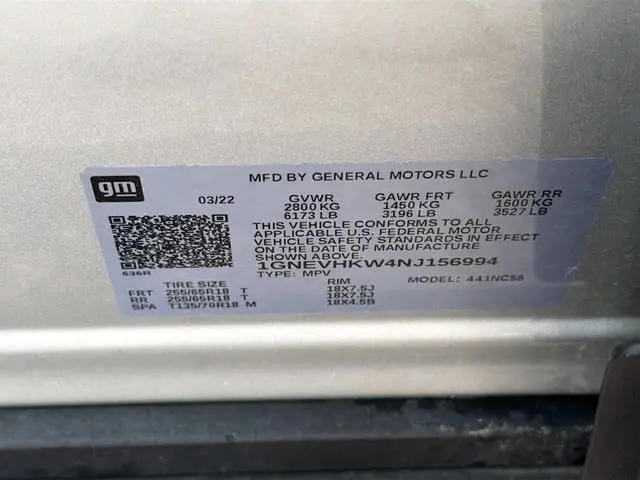 gm
MFD BY GENERAL MOTORS LLC
03/22 GVWR GAWR FRT GAWR RR
2800 KG 1450 KG 1600 KG
6173 LB 3196 LB 3527 LB
THIS VEHICLE CONFORMS TO ALL
APPLICABLE U.S. FEDERAL MOTOR
VEHICLE SAFETY STANDARDS IN EFFECT
ON THE DATE OF MANUFACTURE
SHOWN ABOVE.
1GNEVHKW4NJ156994
636R
TYPE: MPV MODEL: 441NC56
TIRE SIZE RIM
FRT 255/65R18 T 18X7.5J
RR 255/65R18 T 18X7.5J
SPA T135/70R18 M 18X4.5B